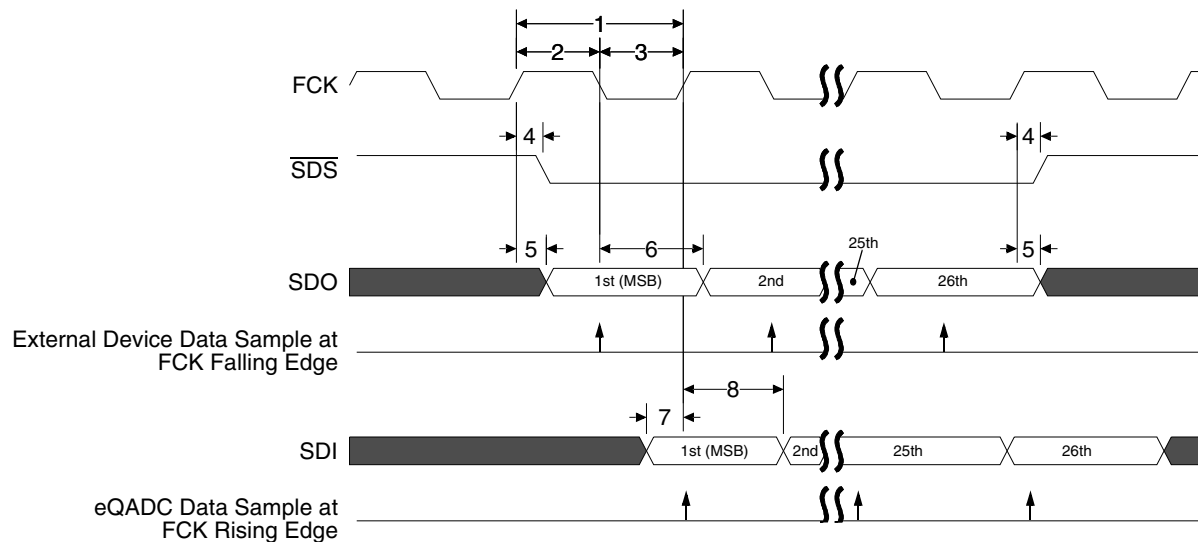 1
2 3
FCK
4 4
SDS
5 6 25th 5
SDO 1st (MSB) 2nd 26th
External Device Data Sample at
FCK Falling Edge
8
7
SDI 1st (MSB) 2nd 25th 26th
eQADC Data Sample at
FCK Rising Edge